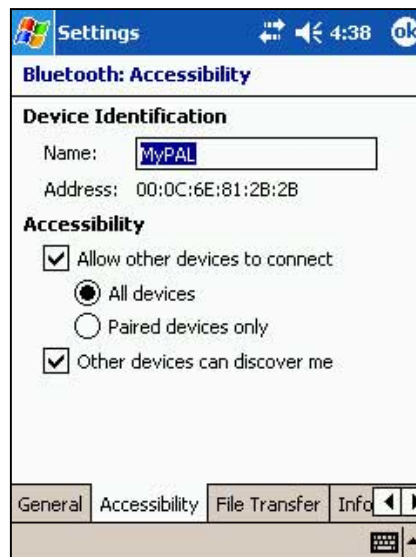 Settings 4:38 ok
Bluetooth: Accessibility
Device Identification
Name: MyPAL
Address: 00:0C:6E:81:2B:2B
Accessibility
Allow other devices to connect
All devices
Paired devices only
Other devices can discover me
General Accessibility File Transfer Info